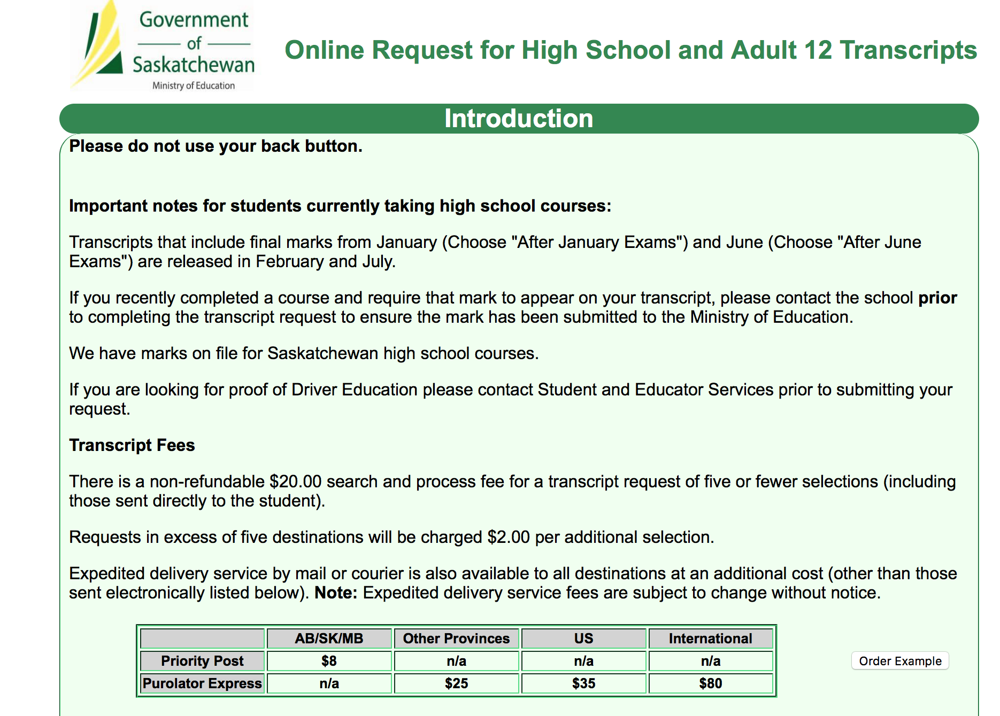 Government
of
Saskatchewan
Ministry of Education
Online Request for High School and Adult 12 Transcripts
Introduction
Please do not use your back button.
Important notes for students currently taking high school courses:
Transcripts that include final marks from January (Choose "After January Exams") and June (Choose "After June
Exams") are released in February and July.
If you recently completed a course and require that mark to appear on your transcript, please contact the school prior
to completing the transcript request to ensure the mark has been submitted to the Ministry of Education.
We have marks on file for Saskatchewan high school courses.
If you are looking for proof of Driver Education please contact Student and Educator Services prior to submitting your
request.
Transcript Fees
There is a non-refundable $20.00 search and process fee for a transcript request of five or fewer selections (including
those sent directly to the student).
Requests in excess of five destinations will be charged $2.00 per additional selection.
Expedited delivery service by mail or courier is also available to all destinations at an additional cost (other than those
sent electronically listed below). Note: Expedited delivery service fees are subject to change without notice.
AB/SK/MB Other Provinces US International
Priority Post $8 n/a n/a n/a
Purolator Express n/a $25 $35 $80
Order Example